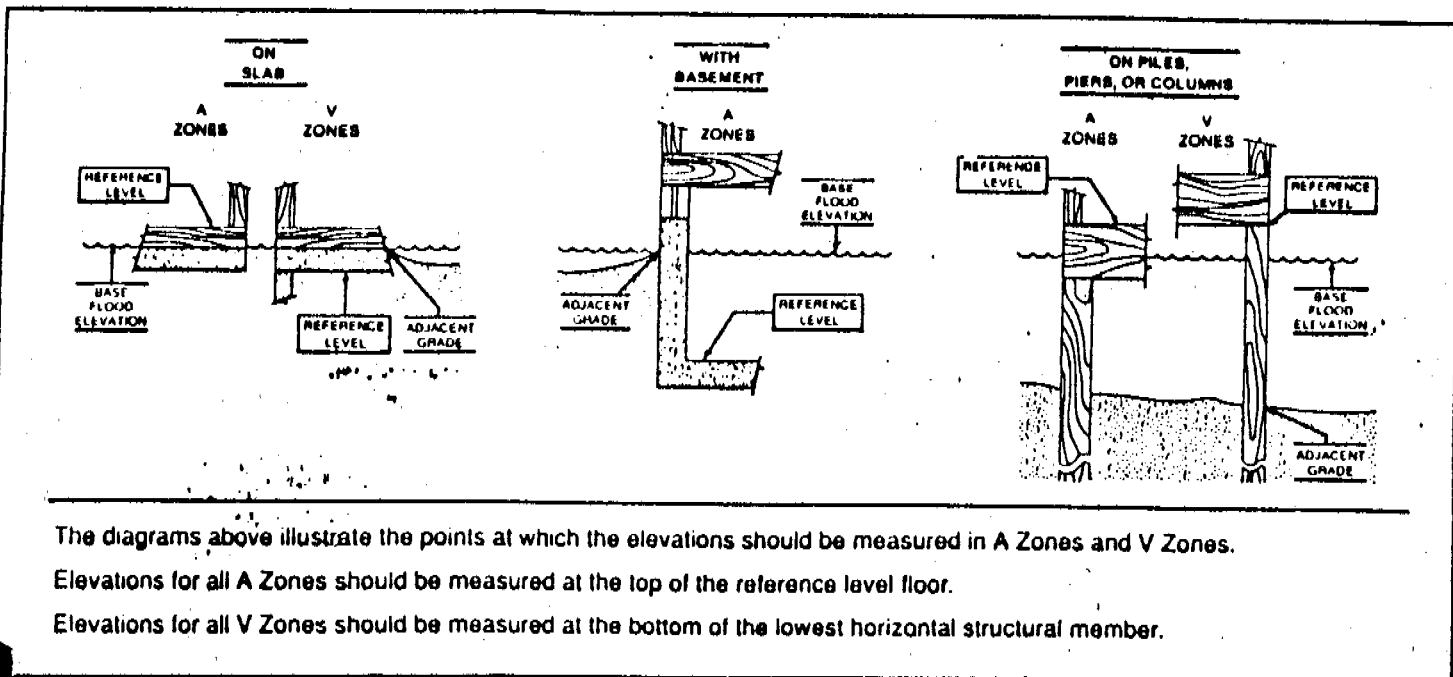 ON
SLAB
A
ZONES
V
ZONES
REFERENCE
LEVEL
BASE
FLOOD
ELEVATION
REFERENCE
LEVEL
ADJACENT
GRADE
WITH
BASEMENT
A
ZONES
BASE
FLOOD
ELEVATION
ADJACENT
GRADE
REFERENCE
LEVEL
ON PILES,
PIERS, OR COLUMNS
A
ZONES
V
ZONES
REFERENCE
LEVEL
REFERENCE
LEVEL
BASE
FLOOD
ELEVATION
ADJACENT
GRADE
The diagrams above illustrate the points at which the elevations should be measured in A Zones and V Zones.
Elevations for all A Zones should be measured at the top of the reference level floor.
Elevations for all V Zones should be measured at the bottom of the lowest horizontal structural member.